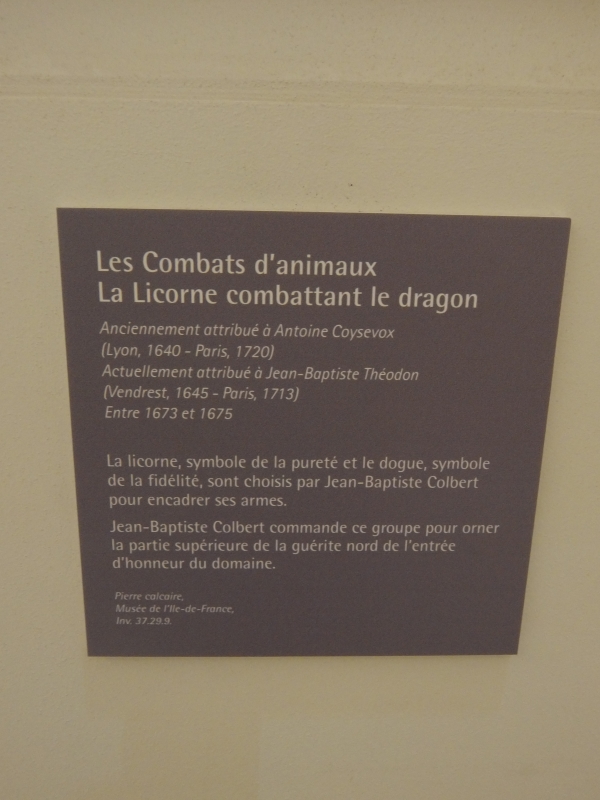 Les Combats d'animaux
La Licorne combattant le dragon
Anciennement attribué à Antoine Coysevox
(Lyon, 1640 - Paris, 1720)
Actuellement attribué à Jean-Baptiste Théodon
(Vendrest, 1645 - Paris, 1713)
Entre 1673 et 1675
La licorne, symbole de la pureté et le dogue, symbole
de la fidélité, sont choisis par Jean-Baptiste Colbert
pour encadrer ses armes.
Jean-Baptiste Colbert commande ce groupe pour orner
la partie supérieure de la guérite nord de l'entrée
d'honneur du domaine.
Pierre calcaire,
Musée de l'Ile-de-France,
Inv. 37.29.9.